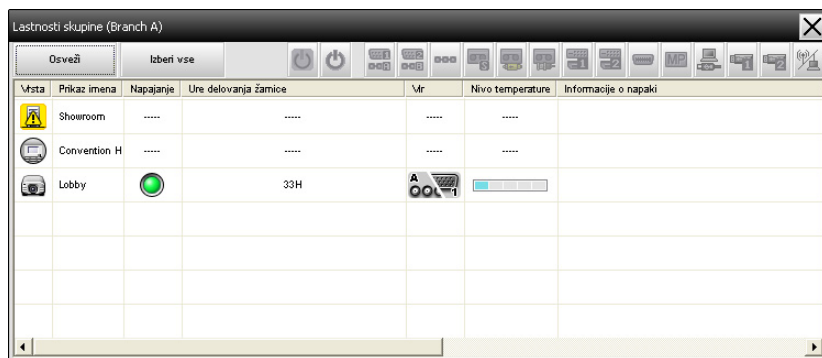 Lastnosti skupine (Branch A)
Osveži Izberi vse MP
Vrsta Prikaz imena Napajanje Ure delovanja žarnice Vir Nivo temperature Informacije o napaki
Showroom ----- ----- ----- -----
Convention H ----- ----- ----- -----
Lobby 33H A 1